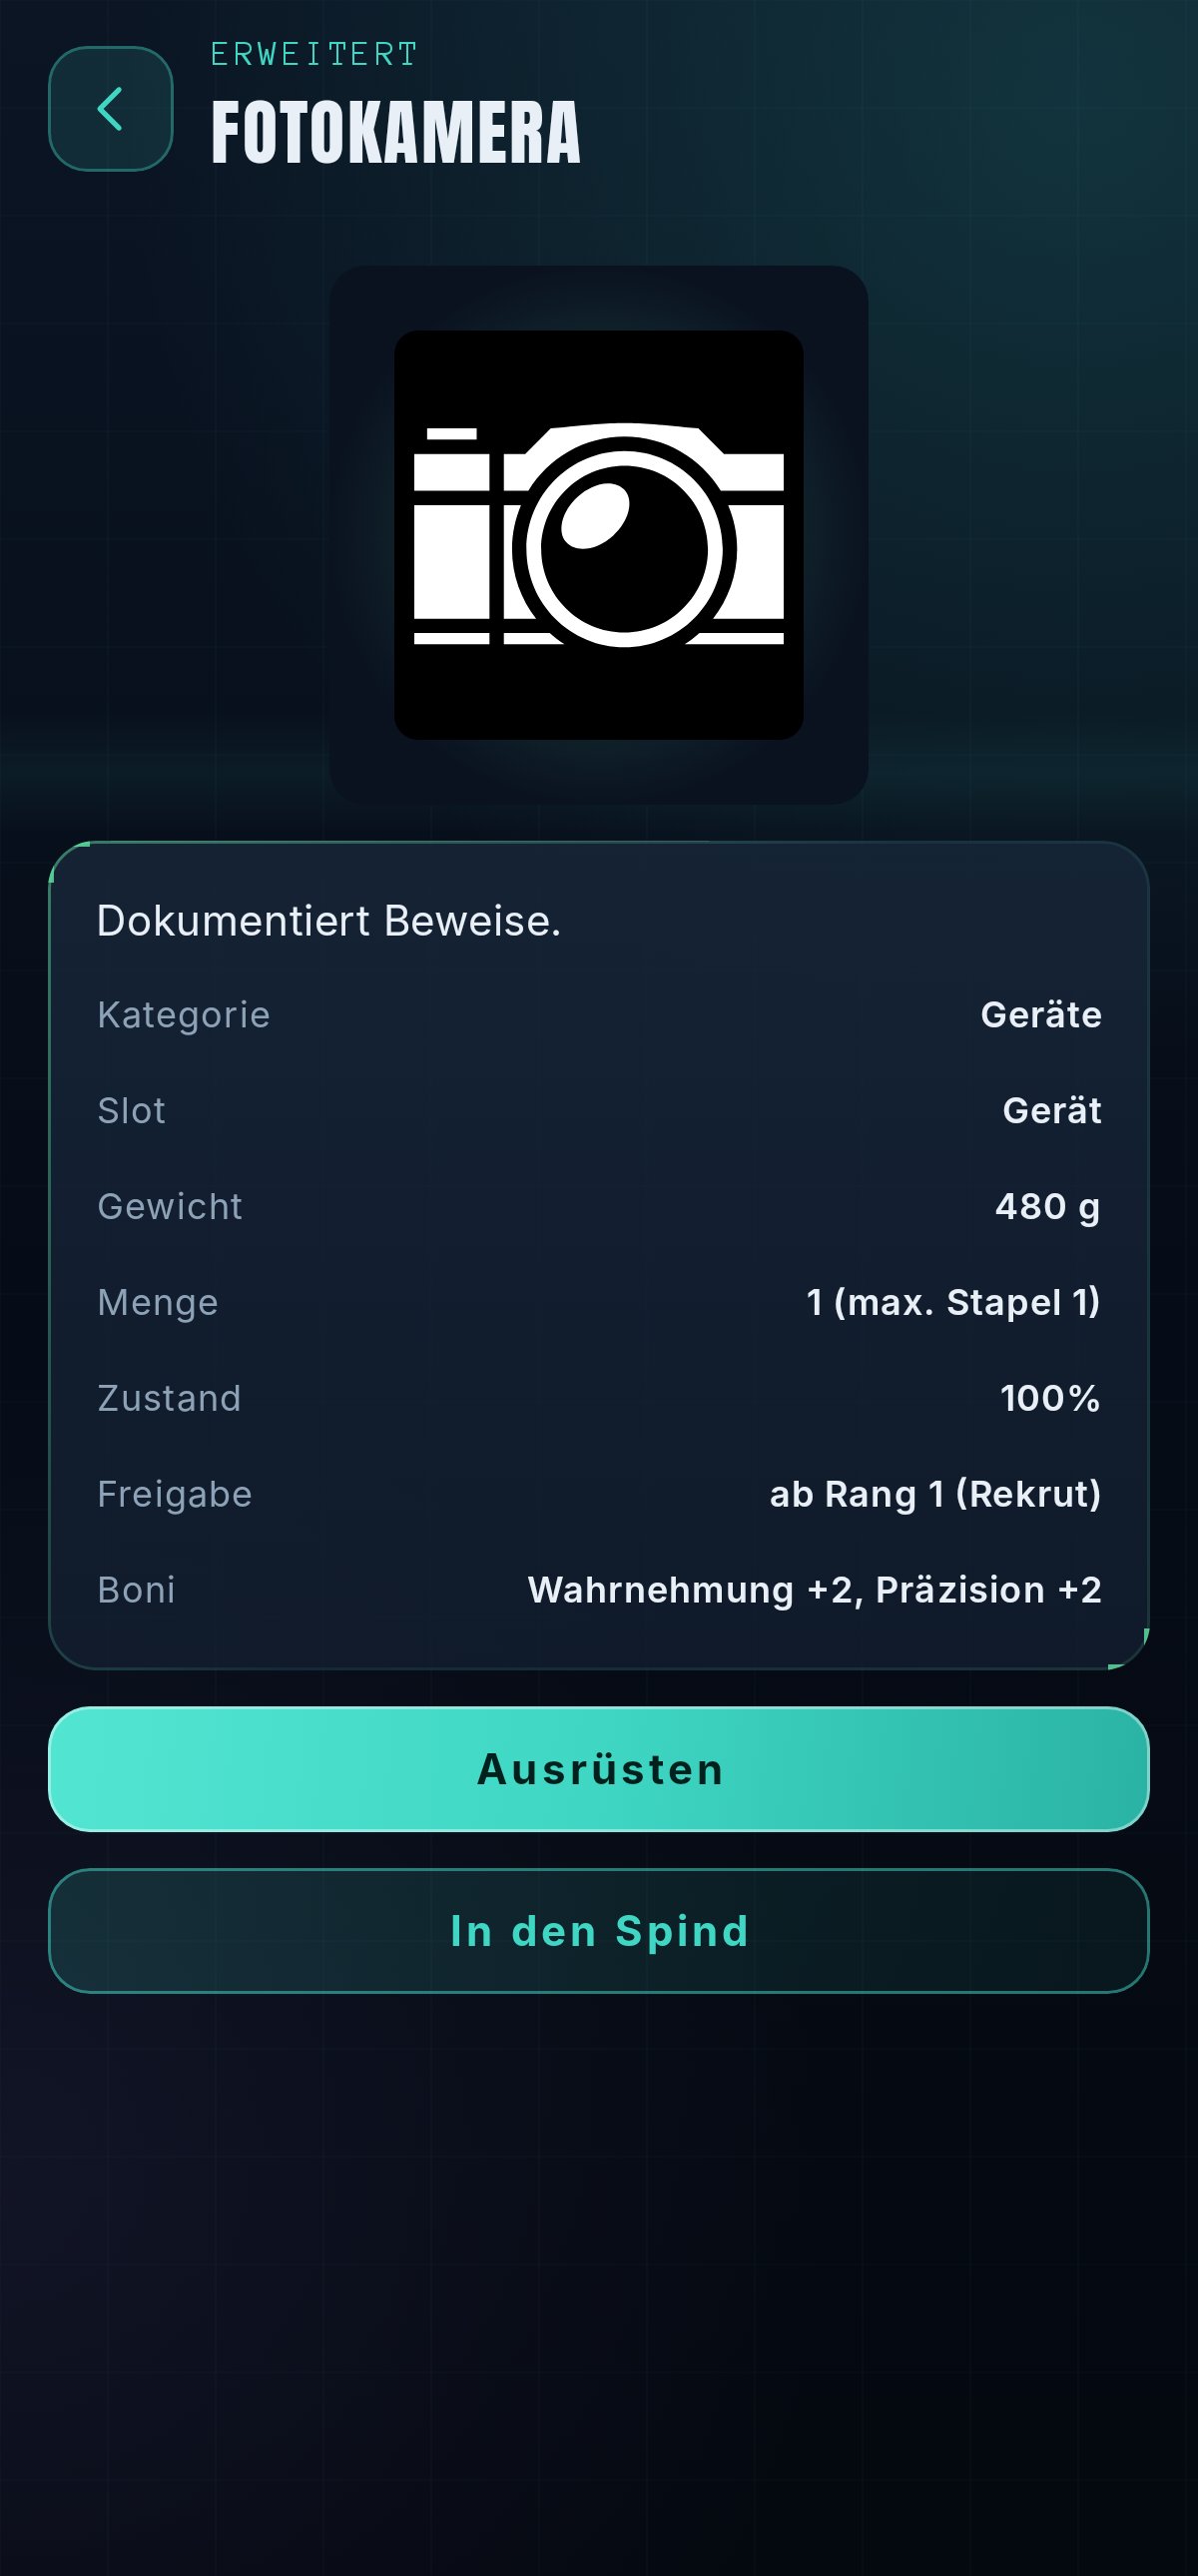 ERWEITERT
FOTOKAMERA
Dokumentiert Beweise.
Kategorie Geräte
Slot Gerät
Gewicht 480 g
Menge 1 (max. Stapel 1)
Zustand 100%
Freigabe ab Rang 1 (Rekrut)
Boni Wahrnehmung +2, Präzision +2
Ausrüsten
In den Spind